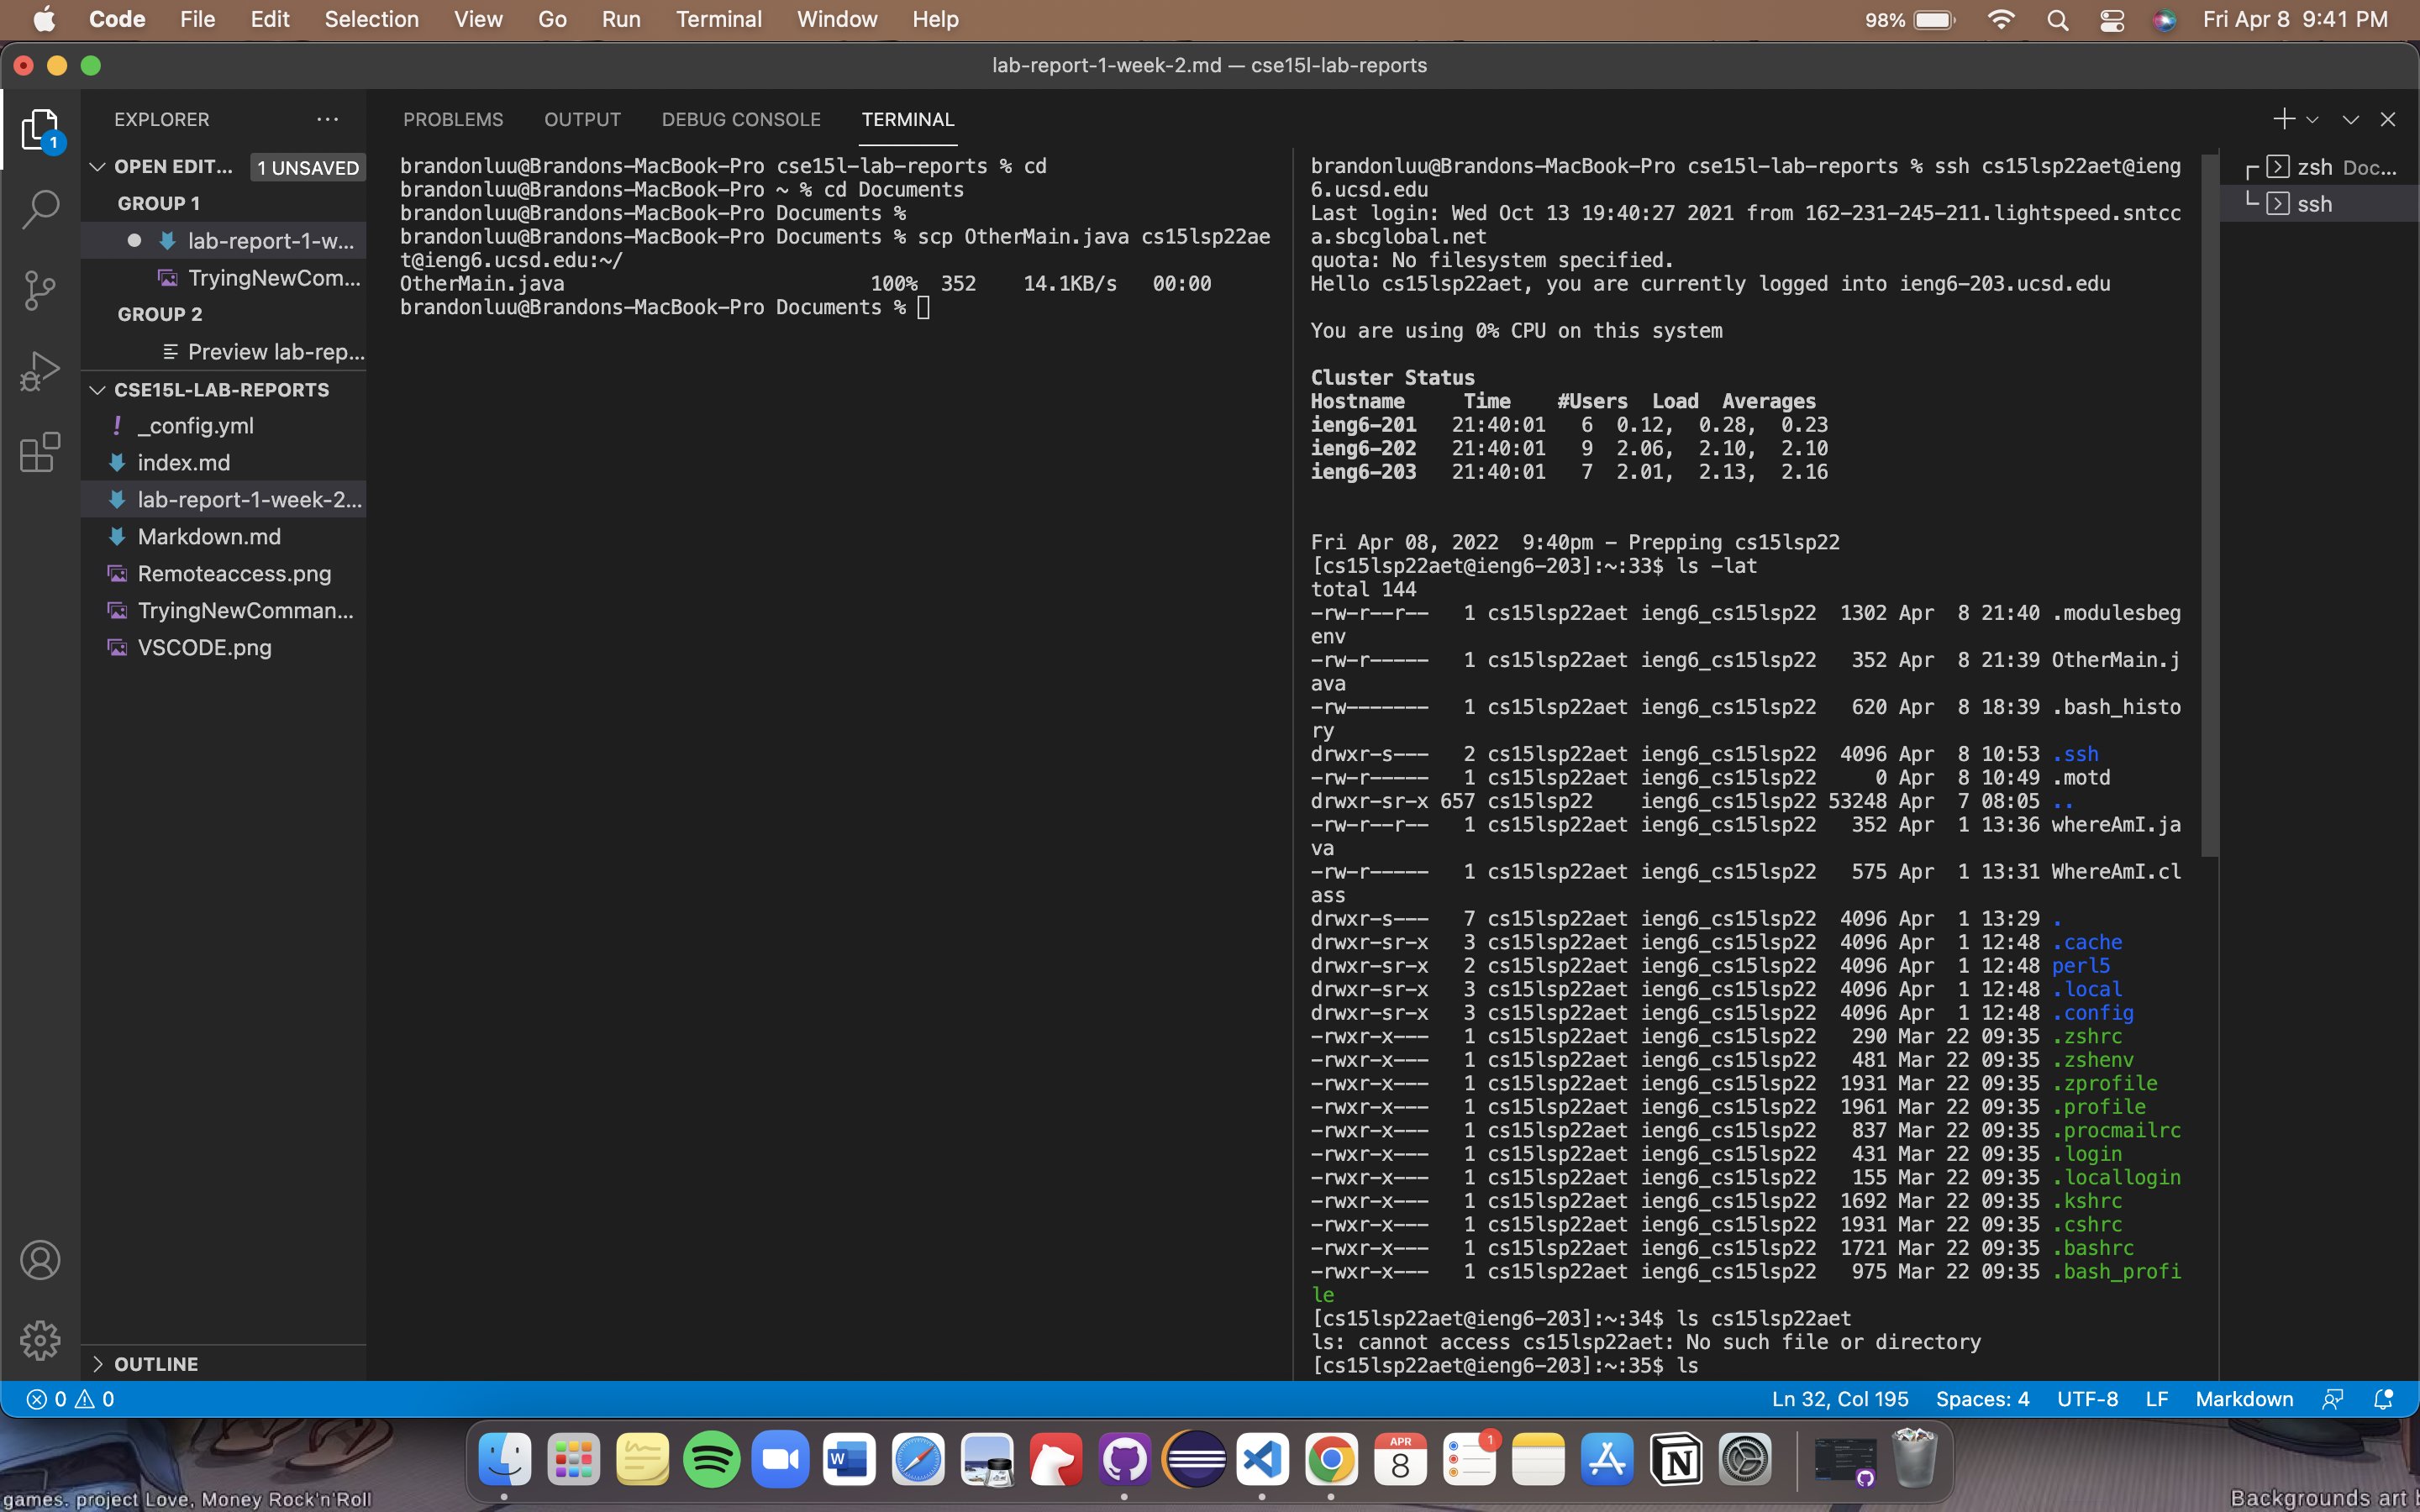 Code File Edit Selection View Go Run Terminal Window Help 98% Fri Apr 8 9:41 PM
lab-report-1-week-2.md — cse15l-lab-reports
EXPLORER ···
1
OPEN EDIT... 1 UNSAVED
GROUP 1
lab-report-1-w...
TryingNewCom...
GROUP 2
Preview lab-rep...
CSE15L-LAB-REPORTS
! _config.yml
index.md
lab-report-1-week-2...
Markdown.md
Remoteaccess.png
TryingNewComman...
VSCODE.png
OUTLINE
PROBLEMS OUTPUT DEBUG CONSOLE TERMINAL
brandonluu@Brandons-MacBook-Pro cse15l-lab-reports % cd
brandonluu@Brandons-MacBook-Pro ~ % cd Documents
brandonluu@Brandons-MacBook-Pro Documents %
brandonluu@Brandons-MacBook-Pro Documents % scp OtherMain.java cs15lsp22ae
t@ieng6.ucsd.edu:~/
OtherMain.java 100% 352 14.1KB/s 00:00
brandonluu@Brandons-MacBook-Pro Documents %
brandonluu@Brandons-MacBook-Pro cse15l-lab-reports % ssh cs15lsp22aet@ieng
6.ucsd.edu
Last login: Wed Oct 13 19:40:27 2021 from 162-231-245-211.lightspeed.sntcc
a.sbcglobal.net
quota: No filesystem specified.
Hello cs15lsp22aet, you are currently logged into ieng6-203.ucsd.edu
You are using 0% CPU on this system
Cluster Status
Hostname Time #Users Load Averages
ieng6-201 21:40:01 6 0.12, 0.28, 0.23
ieng6-202 21:40:01 9 2.06, 2.10, 2.10
ieng6-203 21:40:01 7 2.01, 2.13, 2.16
Fri Apr 08, 2022 9:40pm - Prepping cs15lsp22
[cs15lsp22aet@ieng6-203]:~:33$ ls -lat
total 144
-rw-r--r-- 1 cs15lsp22aet ieng6_cs15lsp22 1302 Apr 8 21:40 .modulesbeg
env
-rw-r----- 1 cs15lsp22aet ieng6_cs15lsp22 352 Apr 8 21:39 OtherMain.j
ava
-rw------- 1 cs15lsp22aet ieng6_cs15lsp22 620 Apr 8 18:39 .bash_histo
ry
drwxr-s--- 2 cs15lsp22aet ieng6_cs15lsp22 4096 Apr 8 10:53 .ssh
-rw-r----- 1 cs15lsp22aet ieng6_cs15lsp22 0 Apr 8 10:49 .motd
drwxr-sr-x 657 cs15lsp22 ieng6_cs15lsp22 53248 Apr 7 08:05 ..
-rw-r--r-- 1 cs15lsp22aet ieng6_cs15lsp22 352 Apr 1 13:36 whereAmI.ja
va
-rw-r----- 1 cs15lsp22aet ieng6_cs15lsp22 575 Apr 1 13:31 WhereAmI.cl
ass
drwxr-s--- 7 cs15lsp22aet ieng6_cs15lsp22 4096 Apr 1 13:29 .
drwxr-sr-x 3 cs15lsp22aet ieng6_cs15lsp22 4096 Apr 1 12:48 .cache
drwxr-sr-x 2 cs15lsp22aet ieng6_cs15lsp22 4096 Apr 1 12:48 perl5
drwxr-sr-x 3 cs15lsp22aet ieng6_cs15lsp22 4096 Apr 1 12:48 .local
drwxr-sr-x 3 cs15lsp22aet ieng6_cs15lsp22 4096 Apr 1 12:48 .config
-rwxr-x--- 1 cs15lsp22aet ieng6_cs15lsp22 290 Mar 22 09:35 .zshrc
-rwxr-x--- 1 cs15lsp22aet ieng6_cs15lsp22 481 Mar 22 09:35 .zshenv
-rwxr-x--- 1 cs15lsp22aet ieng6_cs15lsp22 1931 Mar 22 09:35 .zprofile
-rwxr-x--- 1 cs15lsp22aet ieng6_cs15lsp22 1961 Mar 22 09:35 .profile
-rwxr-x--- 1 cs15lsp22aet ieng6_cs15lsp22 837 Mar 22 09:35 .procmailrc
-rwxr-x--- 1 cs15lsp22aet ieng6_cs15lsp22 431 Mar 22 09:35 .login
-rwxr-x--- 1 cs15lsp22aet ieng6_cs15lsp22 155 Mar 22 09:35 .locallogin
-rwxr-x--- 1 cs15lsp22aet ieng6_cs15lsp22 1692 Mar 22 09:35 .kshrc
-rwxr-x--- 1 cs15lsp22aet ieng6_cs15lsp22 1931 Mar 22 09:35 .cshrc
-rwxr-x--- 1 cs15lsp22aet ieng6_cs15lsp22 1721 Mar 22 09:35 .bashrc
-rwxr-x--- 1 cs15lsp22aet ieng6_cs15lsp22 975 Mar 22 09:35 .bash_profi
le
[cs15lsp22aet@ieng6-203]:~:34$ ls cs15lsp22aet
ls: cannot access cs15lsp22aet: No such file or directory
[cs15lsp22aet@ieng6-203]:~:35$ ls
zsh Doc...
ssh
0 0 Ln 32, Col 195 Spaces: 4 UTF-8 LF Markdown
W APR 8 1 N
games. project Love, Money Rock'n'Roll
Backgrounds art